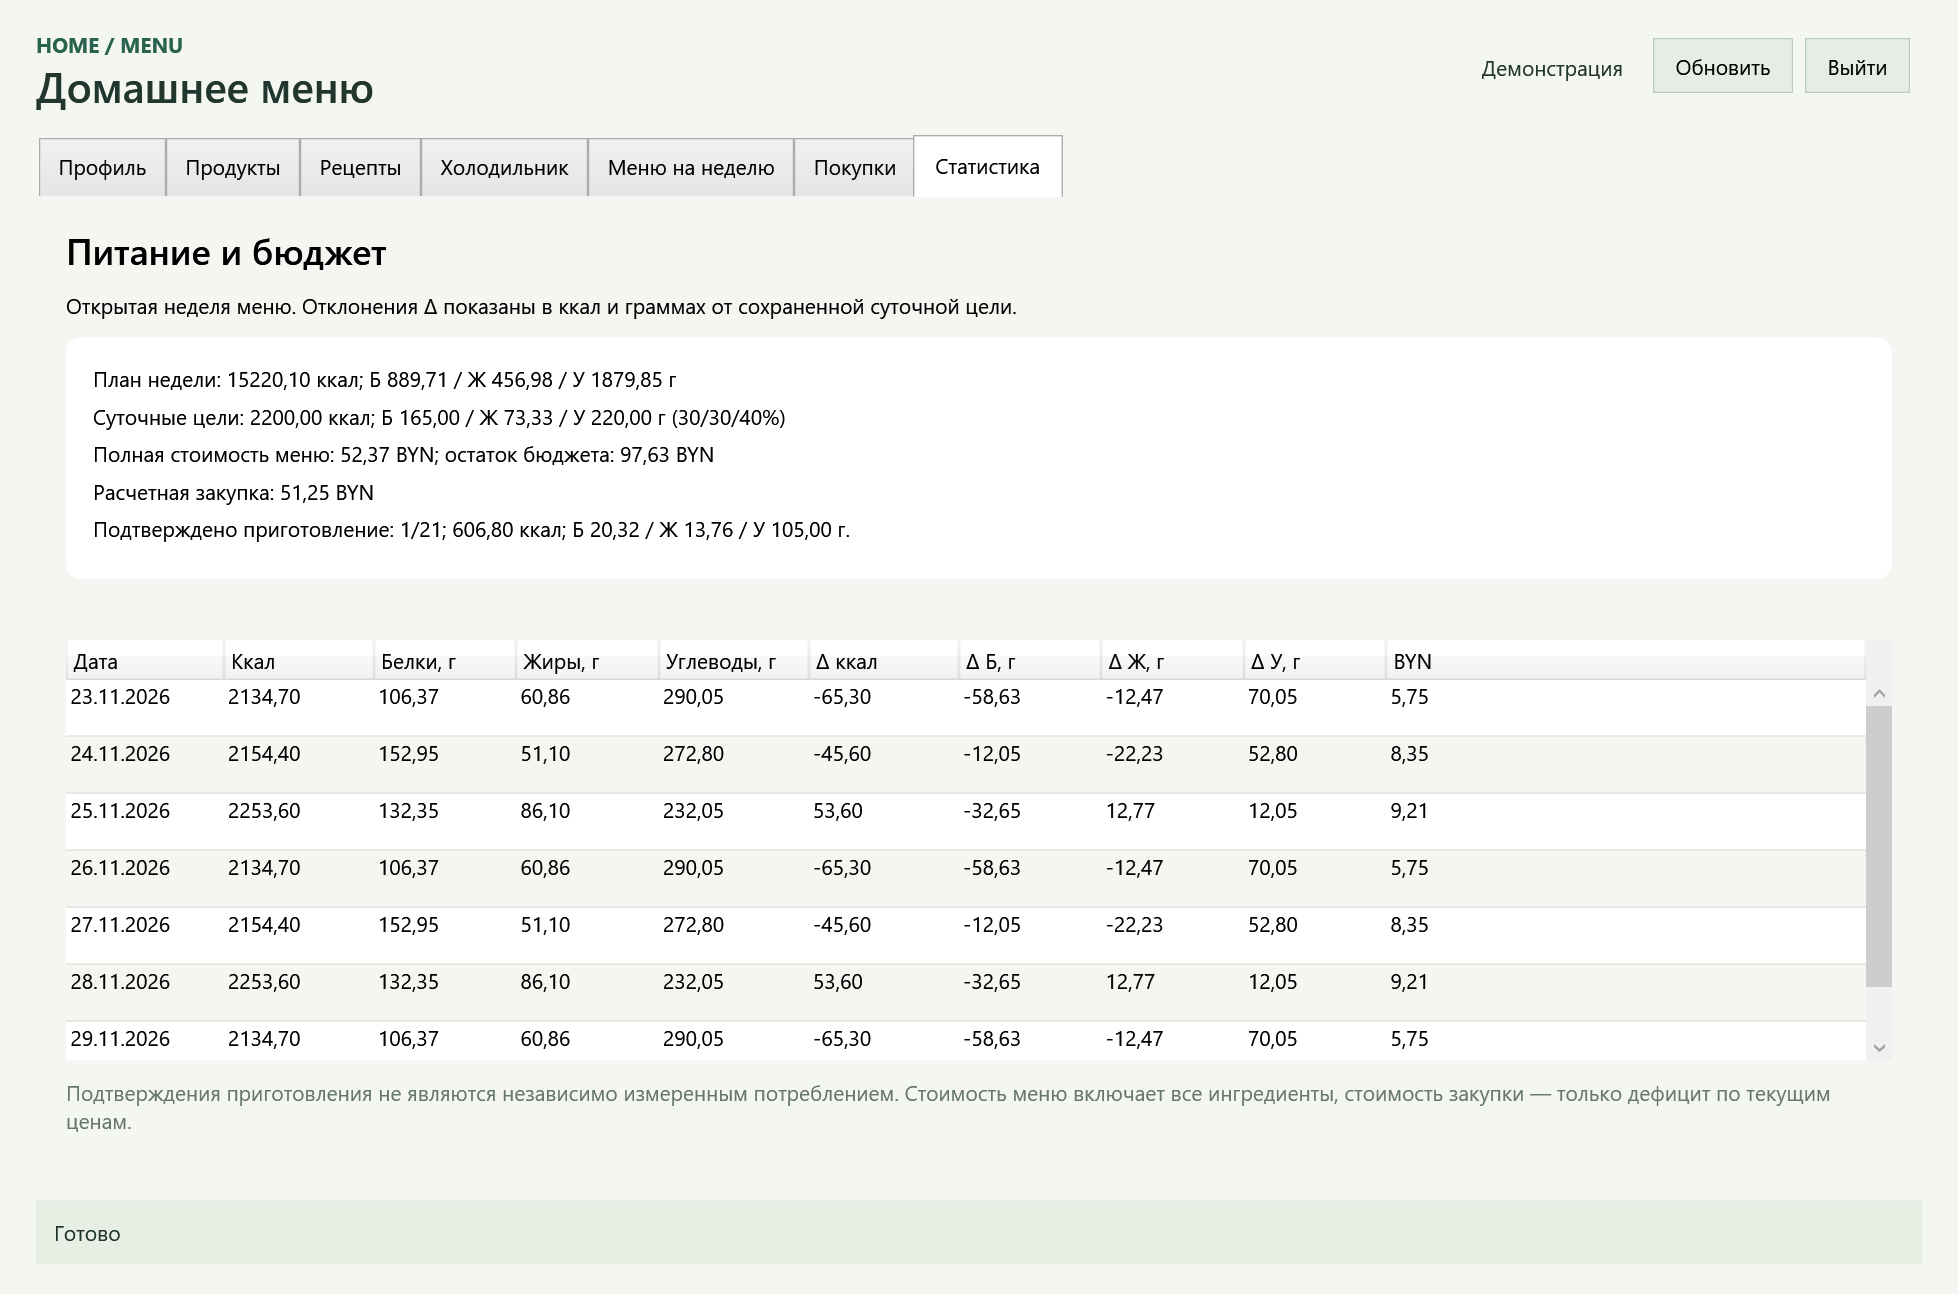 HOME / MENU
Домашнее меню
Демонстрация
Обновить
Выйти
Профиль
Продукты
Рецепты
Холодильник
Меню на неделю
Покупки
Статистика
Питание и бюджет
Открытая неделя меню. Отклонения Δ показаны в ккал и граммах от сохраненной суточной цели.
План недели: 15220,10 ккал; Б 889,71 / Ж 456,98 / У 1879,85 г
Суточные цели: 2200,00 ккал; Б 165,00 / Ж 73,33 / У 220,00 г (30/30/40%)
Полная стоимость меню: 52,37 BYN; остаток бюджета: 97,63 BYN
Расчетная закупка: 51,25 BYN
Подтверждено приготовление: 1/21; 606,80 ккал; Б 20,32 / Ж 13,76 / У 105,00 г.
Дата Ккал Белки, г Жиры, г Углеводы, г Δ ккал Δ Б, г Δ Ж, г Δ У, г BYN
23.11.2026 2134,70 106,37 60,86 290,05 -65,30 -58,63 -12,47 70,05 5,75
24.11.2026 2154,40 152,95 51,10 272,80 -45,60 -12,05 -22,23 52,80 8,35
25.11.2026 2253,60 132,35 86,10 232,05 53,60 -32,65 12,77 12,05 9,21
26.11.2026 2134,70 106,37 60,86 290,05 -65,30 -58,63 -12,47 70,05 5,75
27.11.2026 2154,40 152,95 51,10 272,80 -45,60 -12,05 -22,23 52,80 8,35
28.11.2026 2253,60 132,35 86,10 232,05 53,60 -32,65 12,77 12,05 9,21
29.11.2026 2134,70 106,37 60,86 290,05 -65,30 -58,63 -12,47 70,05 5,75
Подтверждения приготовления не являются независимо измеренным потреблением. Стоимость меню включает все ингредиенты, стоимость закупки — только дефицит по текущим
ценам.
Готово